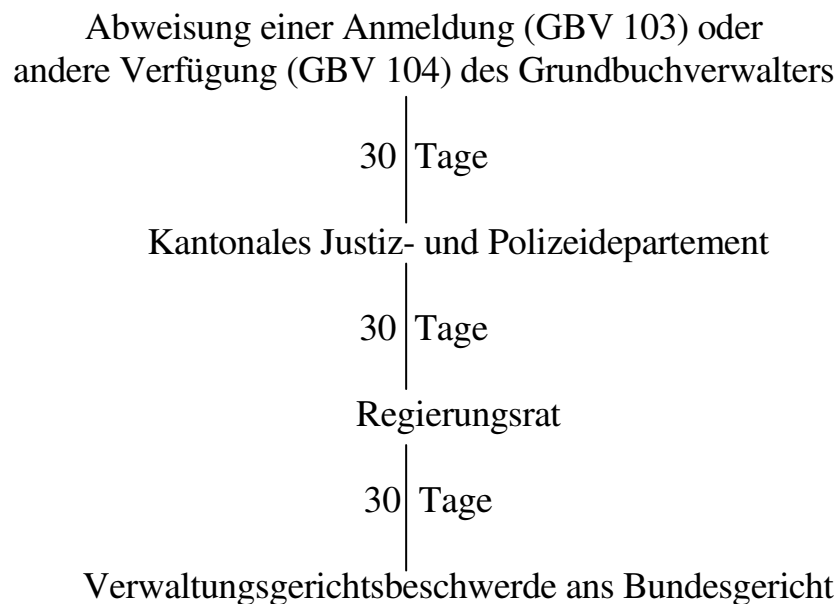 Abweisung einer Anmeldung (GBV 103) oder
andere Verfügung (GBV 104) des Grundbuchverwalters
30 Tage
Kantonales Justiz- und Polizeidepartement
30 Tage
Regierungsrat
30 Tage
Verwaltungsgerichtsbeschwerde ans Bundesgericht